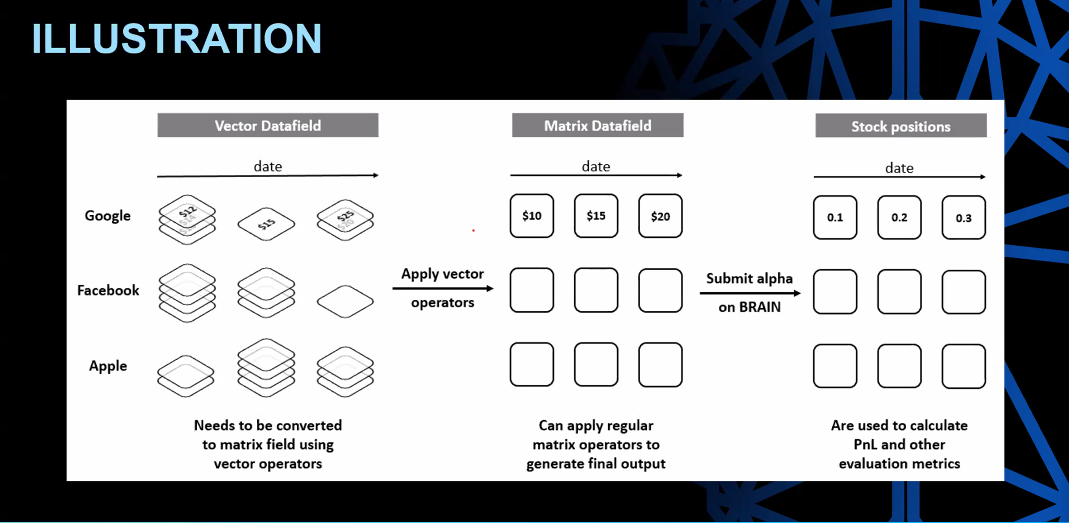 ILLUSTRATION
Vector Datafield
date
Google
$12
$15
$25
Facebook
Apple
Needs to be converted
to matrix field using
vector operators
Apply vector
operators
Matrix Datafield
date
$10
$15
$20
Can apply regular
matrix operators to
generate final output
Submit alpha
on BRAIN
Stock positions
date
0.1
0.2
0.3
Are used to calculate
PnL and other
evaluation metrics